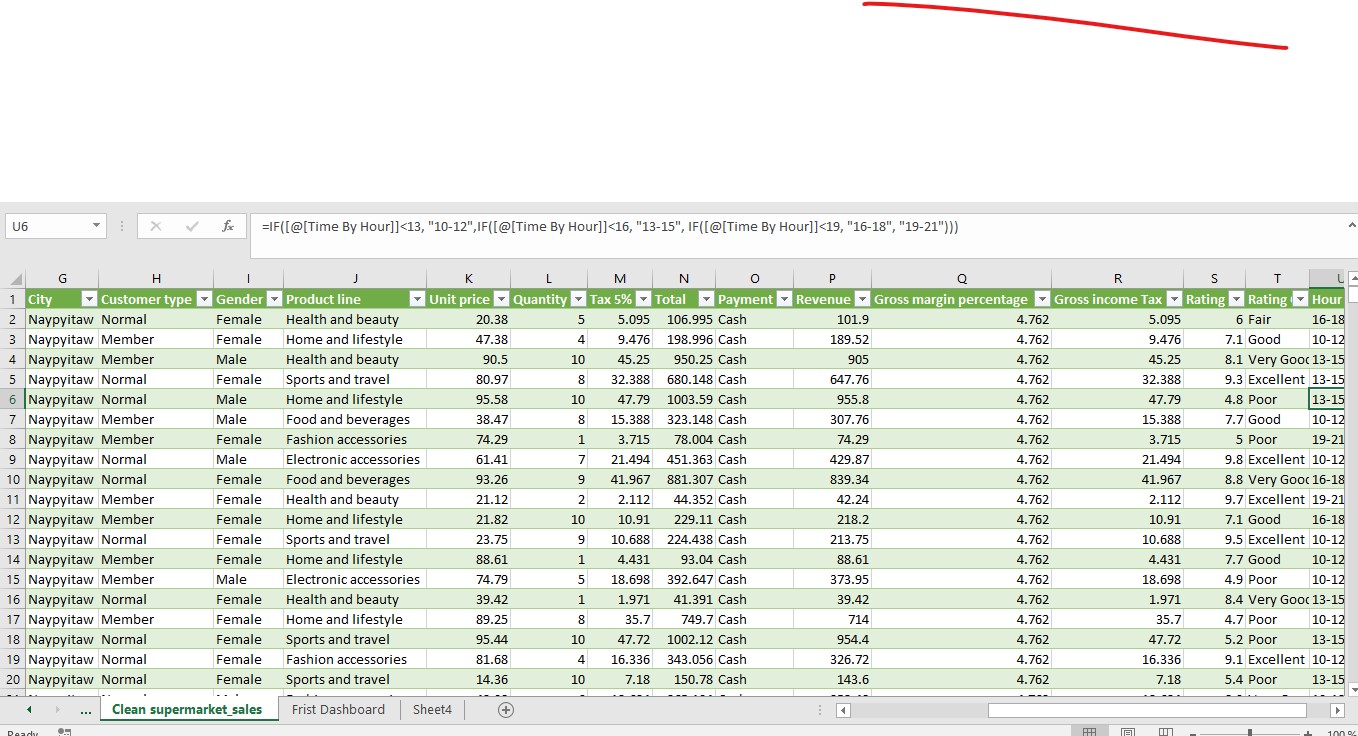 U6 fx =IF([@[Time By Hour]]<13, "10-12",IF([@[Time By Hour]]<16, "13-15", IF([@[Time By Hour]]<19, "16-18", "19-21")))
G H I J K L M N O P Q R S T U
1 City Customer type Gender Product line Unit price Quantity Tax 5% Total Payment Revenue Gross margin percentage Gross income Tax Rating Rating Hour
2 Naypyitaw Normal Female Health and beauty 20.38 5 5.095 106.995 Cash 101.9 4.762 5.095 6 Fair 16-18
3 Naypyitaw Member Female Home and lifestyle 47.38 4 9.476 198.996 Cash 189.52 4.762 9.476 7.1 Good 10-12
4 Naypyitaw Member Male Health and beauty 90.5 10 45.25 950.25 Cash 905 4.762 45.25 8.1 Very Good 13-15
5 Naypyitaw Normal Female Sports and travel 80.97 8 32.388 680.148 Cash 647.76 4.762 32.388 9.3 Excellent 13-15
6 Naypyitaw Normal Male Home and lifestyle 95.58 10 47.79 1003.59 Cash 955.8 4.762 47.79 4.8 Poor 13-15
7 Naypyitaw Member Male Food and beverages 38.47 8 15.388 323.148 Cash 307.76 4.762 15.388 7.7 Good 10-12
8 Naypyitaw Member Female Fashion accessories 74.29 1 3.715 78.004 Cash 74.29 4.762 3.715 5 Poor 19-21
9 Naypyitaw Normal Male Electronic accessories 61.41 7 21.494 451.363 Cash 429.87 4.762 21.494 9.8 Excellent 10-12
10 Naypyitaw Normal Female Food and beverages 93.26 9 41.967 881.307 Cash 839.34 4.762 41.967 8.8 Very Good 16-18
11 Naypyitaw Member Female Health and beauty 21.12 2 2.112 44.352 Cash 42.24 4.762 2.112 9.7 Excellent 19-21
12 Naypyitaw Member Female Home and lifestyle 21.82 10 10.91 229.11 Cash 218.2 4.762 10.91 7.1 Good 16-18
13 Naypyitaw Normal Female Sports and travel 23.75 9 10.688 224.438 Cash 213.75 4.762 10.688 9.5 Excellent 10-12
14 Naypyitaw Member Female Home and lifestyle 88.61 1 4.431 93.04 Cash 88.61 4.762 4.431 7.7 Good 10-12
15 Naypyitaw Member Male Electronic accessories 74.79 5 18.698 392.647 Cash 373.95 4.762 18.698 4.9 Poor 10-12
16 Naypyitaw Normal Female Health and beauty 39.42 1 1.971 41.391 Cash 39.42 4.762 1.971 8.4 Very Good 13-15
17 Naypyitaw Member Female Home and lifestyle 89.25 8 35.7 749.7 Cash 714 4.762 35.7 4.7 Poor 10-12
18 Naypyitaw Normal Female Sports and travel 95.44 10 47.72 1002.12 Cash 954.4 4.762 47.72 5.2 Poor 13-15
19 Naypyitaw Normal Female Fashion accessories 81.68 4 16.336 343.056 Cash 326.72 4.762 16.336 9.1 Excellent 10-12
20 Naypyitaw Normal Female Sports and travel 14.36 10 7.18 150.78 Cash 143.6 4.762 7.18 5.4 Poor 13-15
... Clean supermarket_sales Frist Dashboard Sheet4
Ready 100 %